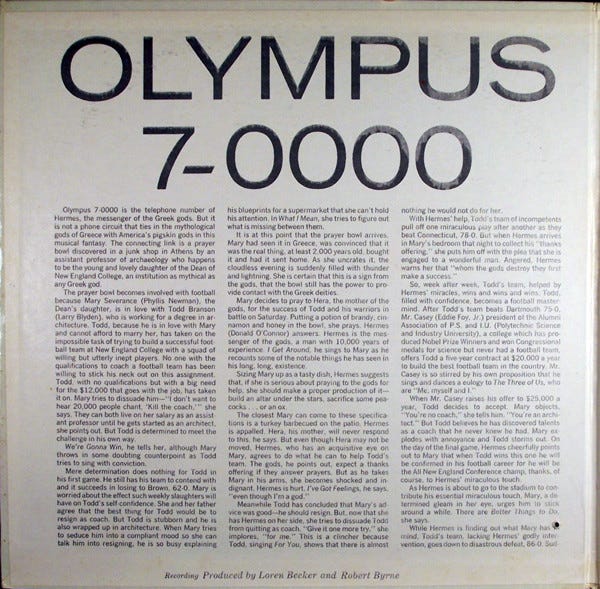 OLYMPUS
7-0000
Olympus 7-0000 is the telephone number of
Hermes, the messenger of the Greek gods. But it
is not a phone circuit that ties in the mythological
gods of Greece with America's pigskin gods in this
musical fantasy. The connecting link is a prayer
bowl discovered in a junk shop in Athens by an
assistant professor of archaeology who happens
to be the young and lovely daughter of the Dean of
New England College, an institution as mythical as
any Greek god.
The prayer bowl becomes involved with football
because Mary Severance (Phyllis Newman), the
Dean's daughter, is in love with Todd Branson
(Larry Blyden), who is working for a degree in ar-
chitecture. Todd, because he is in love with Mary
and cannot afford to marry her, has taken on the
impossible task of trying to build a successful foot-
ball team at New England College with a squad of
willing but utterly inept players. No one with the
qualifications to coach a football team has been
willing to stick his neck out on this assignment.
Todd, with no qualifications but with a big need
for the $12,000 that goes with the job, has taken
it on. Mary tries to dissuade him—"I don't want to
hear 20,000 people chant, 'Kill the coach,'" she
says. They can both live on her salary as an assist-
ant professor until he gets started as an architect,
she points out. But Todd is determined to meet the
challenge in his own way.
We're Gonna Win, he tells her, although Mary
throws in some doubting counterpoint as Todd
tries to sing with conviction.
Mere determination does nothing for Todd in
his first game. He still has his team to contend with
and it succeeds in losing to Brown, 62-0. Mary is
worried about the effect such weekly slaughters will
have on Todd's self confidence. She and her father
agree that the best thing for Todd would be to
resign as coach. But Todd is stubborn and he is
also wrapped up in architecture. When Mary tries
to seduce him into a compliant mood so she can
talk him into resigning, he is so busy explaining
his blueprints for a supermarket that she can't hold
his attention. In What I Mean, she tries to figure out
what is missing between them.
It is at this point that the prayer bowl arrives.
Mary had seen it in Greece, was convinced that it
was the real thing, at least 2,000 years old, bought
it and had it sent home. As she uncrates it, the
cloudless evening is suddenly filled with thunder
and lightning. She is certain that this is a sign from
the gods, that the bowl still has the power to pro-
vide contact with the Greek deities.
Mary decides to pray to Hera, the mother of the
gods, for the success of Todd and his warriors in
battle on Saturday. Putting a potion of brandy, cin-
namon and honey in the bowl, she prays. Hermes
(Donald O'Connor) answers. Hermes is the mes-
senger of the gods, a man with 10,000 years of
experience. I Get Around, he sings to Mary as he
recounts some of the notable things he has seen in
his long, long, existence.
Sizing Mary up as a tasty dish, Hermes suggests
that, if she is serious about praying to the gods for
help, she should make a proper production of it—
build an altar under the stars, sacrifice some pea-
cocks . . . or an ox.
The closest Mary can come to these specifica-
tions is a turkey barbecued on the patio. Hermes
is appalled. Hera, his mother, will never respond
to this, he says. But even though Hera may not be
moved, Hermes, who has an acquisitive eye on
Mary, agrees to do what he can to help Todd's
team. The gods, he points out, expect a thanks
offering if they answer prayers. But as he takes
Mary in his arms, she becomes shocked and in-
dignant. Hermes is hurt. I've Got Feelings, he says,
"even though I'm a god."
Meanwhile Todd has concluded that Mary's ad-
vice was good—he should resign. But, now that she
has Hermes on her side, she tries to dissuade Todd
from quitting as coach. "Give it one more try," she
implores, "for me." This is a clincher because
Todd, singing For You, shows that there is almost
nothing he would not do for her.
With Hermes' help, Todd's team of incompetents
pull off one miraculous play after another as they
beat Connecticut, 78-0. But when Hermes arrives
in Mary's bedroom that night to collect his "thanks
offering," she puts him off with the plea that she is
engaged to a wonderful man. Angered, Hermes
warns her that "whom the gods destroy they first
make a success."
So, week after week, Todd's team, helped by
Hermes' miracles, wins and wins and wins. Todd,
filled with confidence, becomes a football master-
mind. After Todd's team beats Dartmouth 75-0,
Mr. Casey (Eddie Foy, Jr.) president of the Alumni
Association of P.S. and I.U. (Polytechnic Science
and Industry University), a college which has pro-
duced Nobel Prize Winners and won Congressional
medals for science but never had a football team,
offers Todd a five-year contract at $20,000 a year
to build the best football team in the country. Mr.
Casey is so stirred by his own proposition that he
sings and dances a eulogy to The Three of Us, who
are "Me, myself and I."
When Mr. Casey raises his offer to $25,000 a
year, Todd decides to accept. Mary objects.
"You're no coach," she tells him. "You're an archi-
tect." But Todd believes he has discovered talents
as a coach that he never knew he had. Mary ex-
plodes with annoyance and Todd storms out. On
the day of the final game, Hermes cheerfully points
out to Mary that when Todd wins this one he will
be confirmed in his football career for he will be
the All New England Conference champ, thanks, of
course, to Hermes' miraculous touch.
As Hermes is about to go to the stadium to con-
tribute his essential miraculous touch, Mary, a de-
termined gleam in her eye, urges him to stick
around a while. There are Better Things to Do,
she says.
While Hermes is finding out what Mary has
mind, Todd's team, lacking Hermes' godly inter-
vention, goes down to disastrous defeat, 86-0. Sud-
Recording Produced by Loren Becker and Robert Byrne